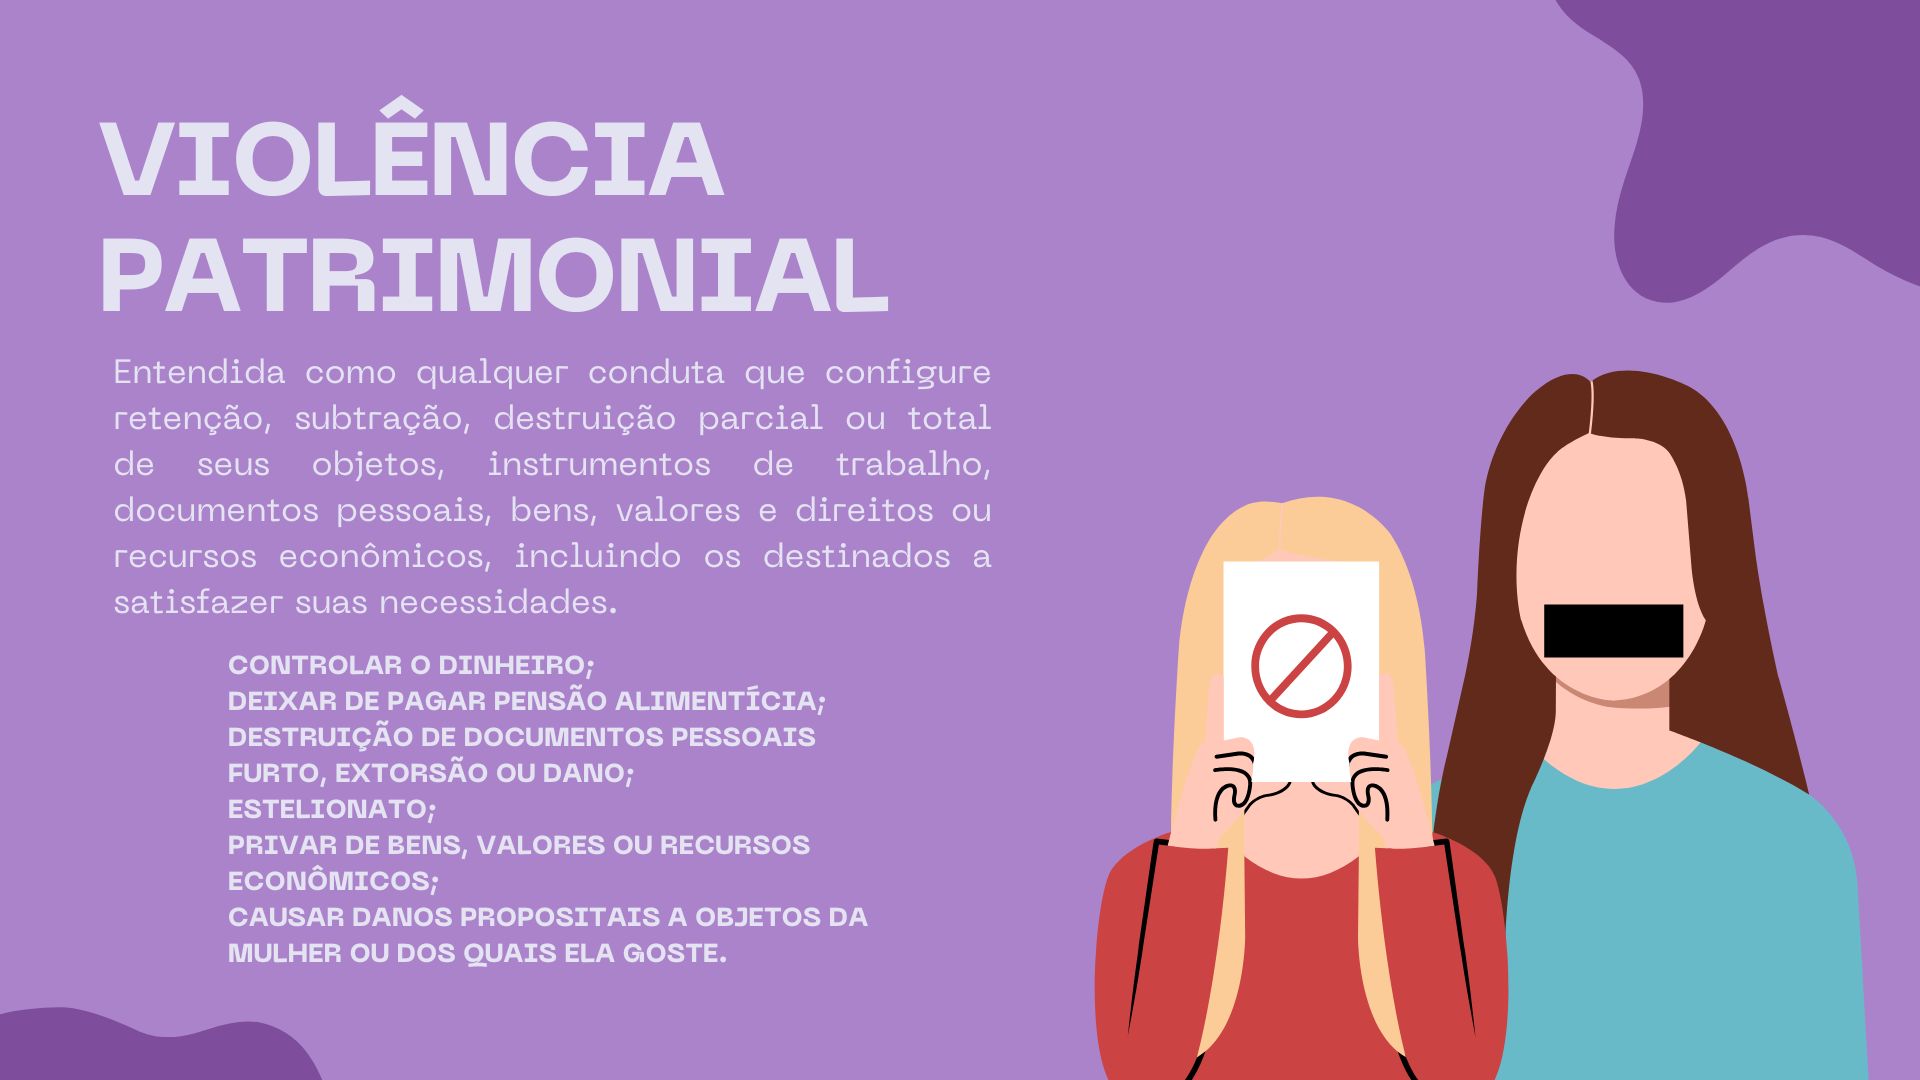 VIOLÊNCIA
PATRIMONIAL
Entendida como qualquer conduta que configure
retenção, subtração, destruição parcial ou total
de seus objetos, instrumentos de trabalho,
documentos pessoais, bens, valores e direitos ou
recursos econômicos, incluindo os destinados a
satisfazer suas necessidades.
CONTROLAR O DINHEIRO;
DEIXAR DE PAGAR PENSÃO ALIMENTÍCIA;
DESTRUIÇÃO DE DOCUMENTOS PESSOAIS
FURTO, EXTORSÃO OU DANO;
ESTELIONATO;
PRIVAR DE BENS, VALORES OU RECURSOS
ECONÔMICOS;
CAUSAR DANOS PROPOSITAIS A OBJETOS DA
MULHER OU DOS QUAIS ELA GOSTE.